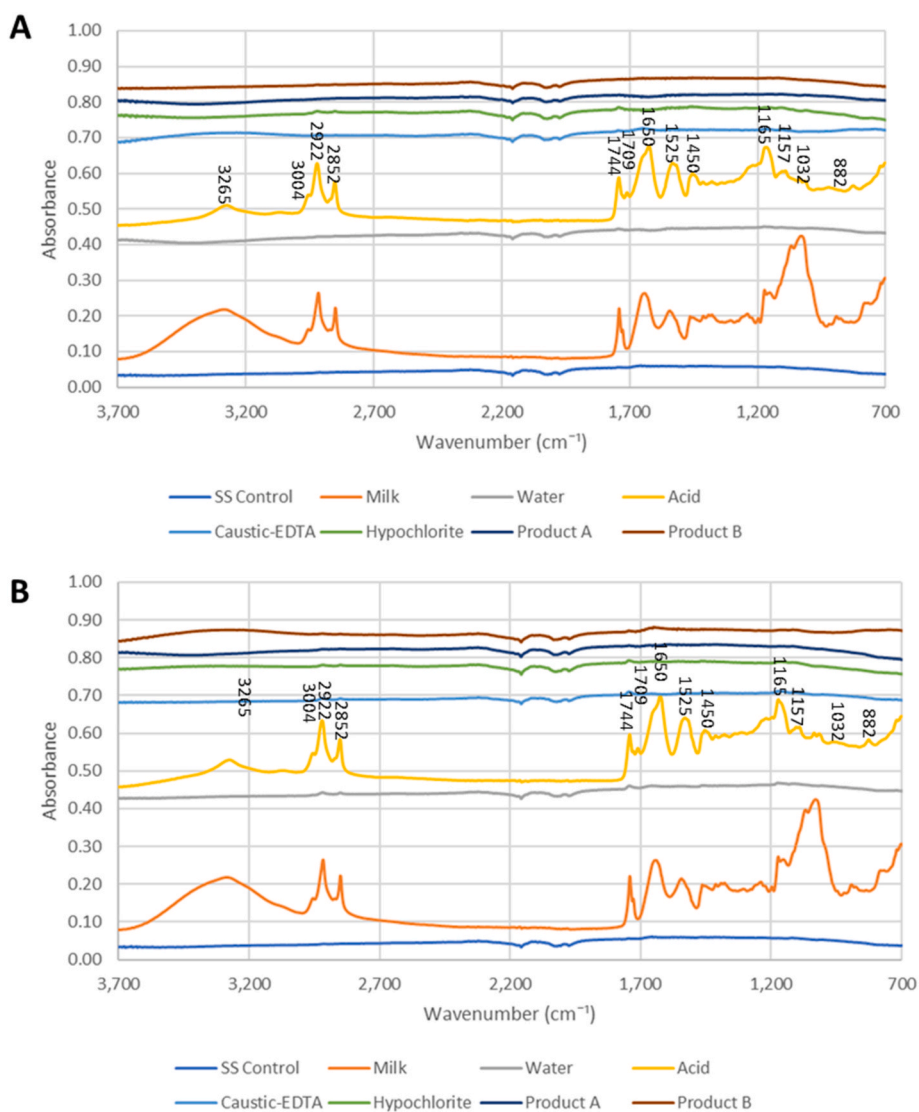 A
1.00
0.90
0.80
0.70
0.60
0.50
0.40
0.30
0.20
0.10
0.00
Absorbance
3265
3004
2922
2852
1744
1709
1650
1525
1450
1165
1157
1032
882
3,700
3,200
2,700
2,200
1,700
1,200
700
Wavenumber (cm⁻¹)
SS Control
Milk
Water
Acid
Caustic-EDTA
Hypochlorite
Product A
Product B
B
1.00
0.90
0.80
0.70
0.60
0.50
0.40
0.30
0.20
0.10
0.00
Absorbance
3265
3004
2922
2852
1744
1709
1650
1525
1450
1165
1157
1032
882
3,700
3,200
2,700
2,200
1,700
1,200
700
Wavenumber (cm⁻¹)
SS Control
Milk
Water
Acid
Caustic-EDTA
Hypochlorite
Product A
Product B